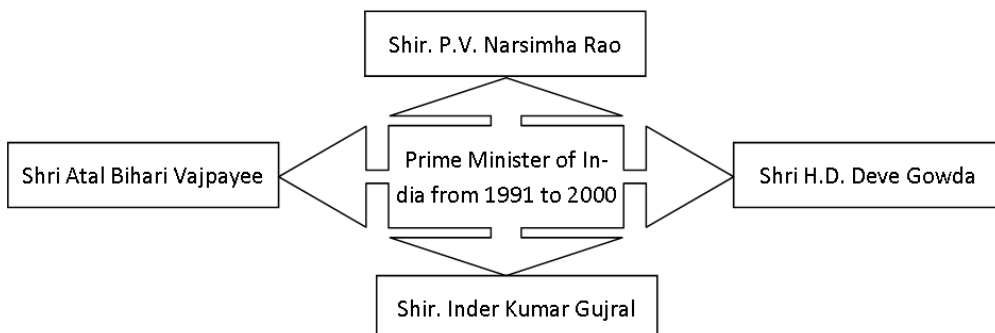 Shir. P.V. Narsimha Rao
Shri Atal Bihari Vajpayee
Prime Minister of In-
dia from 1991 to 2000
Shri H.D. Deve Gowda
Shir. Inder Kumar Gujral